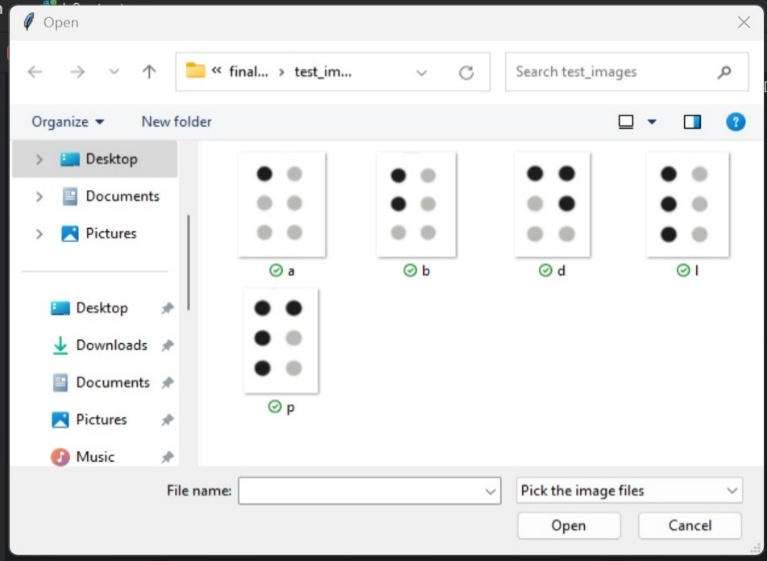 Open
« final... › test_im...
Search test_images
Organize
New folder
Desktop
Documents
Pictures
Desktop
Downloads
Documents
Pictures
Music
a
b
d
l
p
File name:
Pick the image files
Open
Cancel